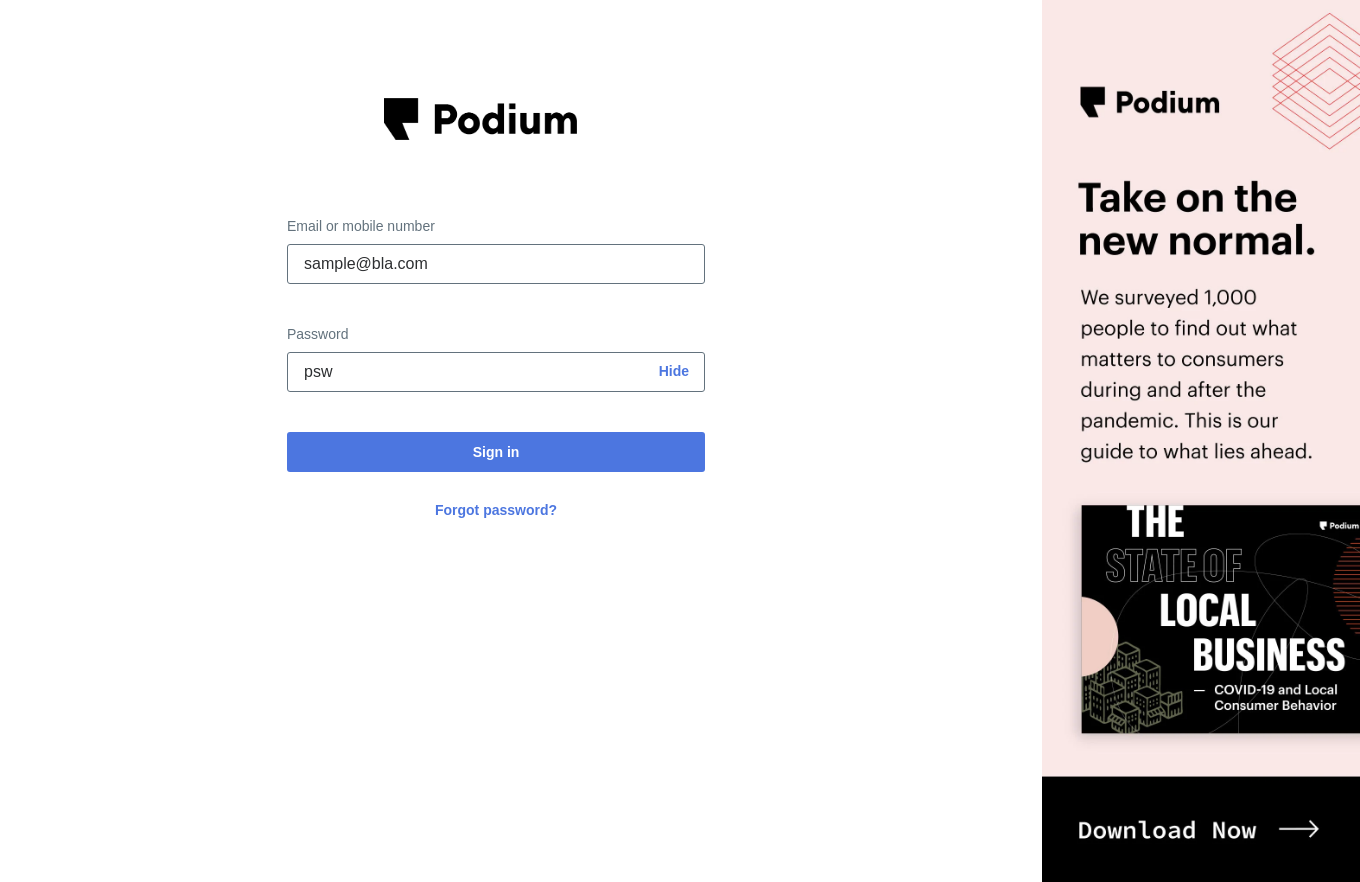 Podium
Email or mobile number
sample@bla.com
Password
psw
Hide
Sign in
Forgot password?
Podium
Take on the
new normal.
We surveyed 1,000
people to find out what
matters to consumers
during and after the
pandemic. This is our
guide to what lies ahead.
Podium
THE
STATE OF
LOCAL
BUSINESS
— COVID-19 and Local
Consumer Behavior
Download Now